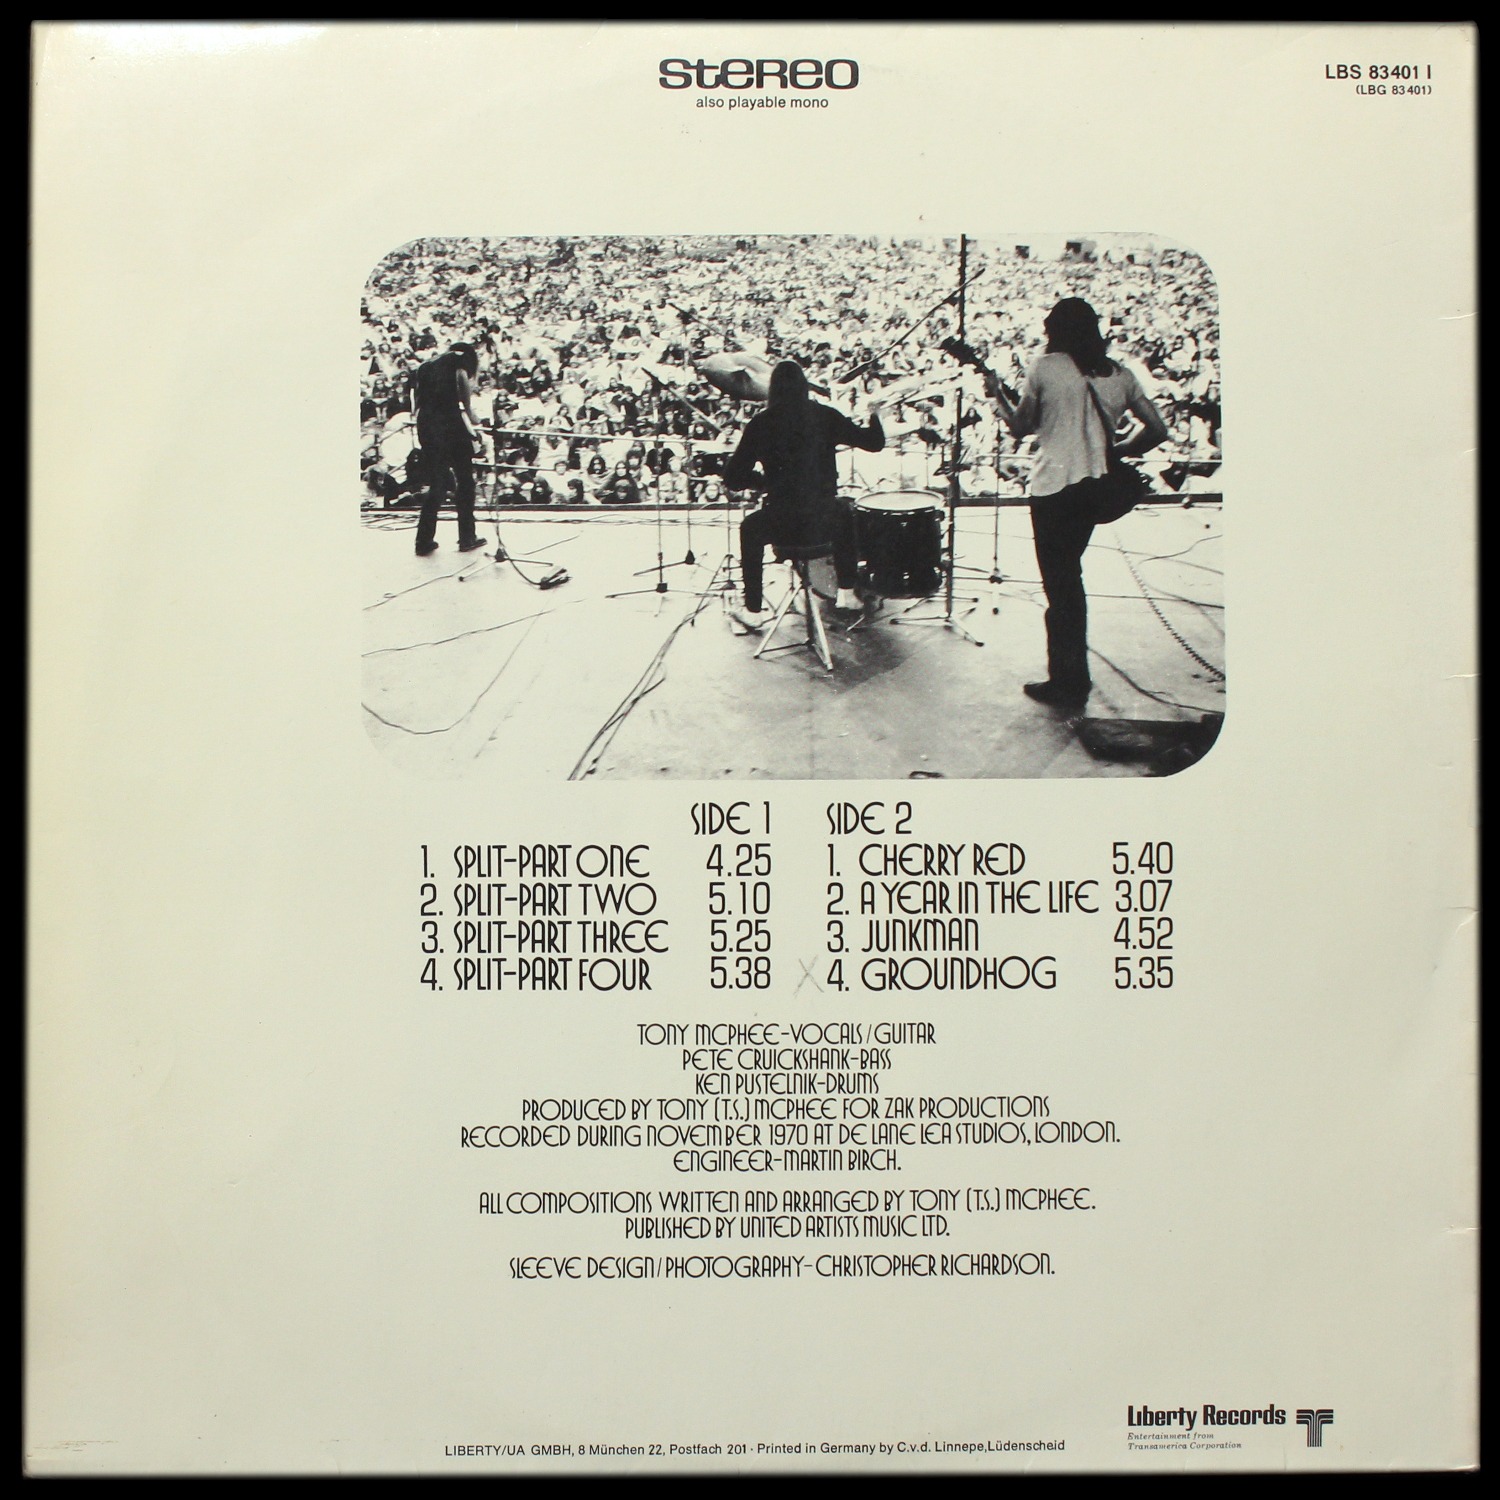 stereo
also playable mono
LBS 83401 I
(LBG 83401)
SIDE 1
1. SPLIT-PART ONE 4.25
2. SPLIT-PART TWO 5.10
3. SPLIT-PART THREE 5.25
4. SPLIT-PART FOUR 5.38
SIDE 2
1. CHERRY RED 5.40
2. A YEAR IN THE LIFE 3.07
3. JUNKMAN 4.52
X 4. GROUNDHOG 5.35
TONY MCPHEE-VOCALS/GUITAR
PETE CRUICKSHANK-BASS
KEN PUSTELNIK-DRUMS
PRODUCED BY TONY (T.S.) MCPHEE FOR ZAK PRODUCTIONS
RECORDED DURING NOVEMBER 1970 AT DE LANE LEA STUDIOS, LONDON.
ENGINEER-MARTIN BIRCH.
ALL COMPOSITIONS WRITTEN AND ARRANGED BY TONY (T.S.) MCPHEE.
PUBLISHED BY UNITED ARTISTS MUSIC LTD.
SLEEVE DESIGN/PHOTOGRAPHY-CHRISTOPHER RICHARDSON.
Liberty Records
Entertainment from
Transamerica Corporation
LIBERTY/UA GMBH, 8 München 22, Postfach 201 · Printed in Germany by C.v.d. Linnepe, Lüdenscheid